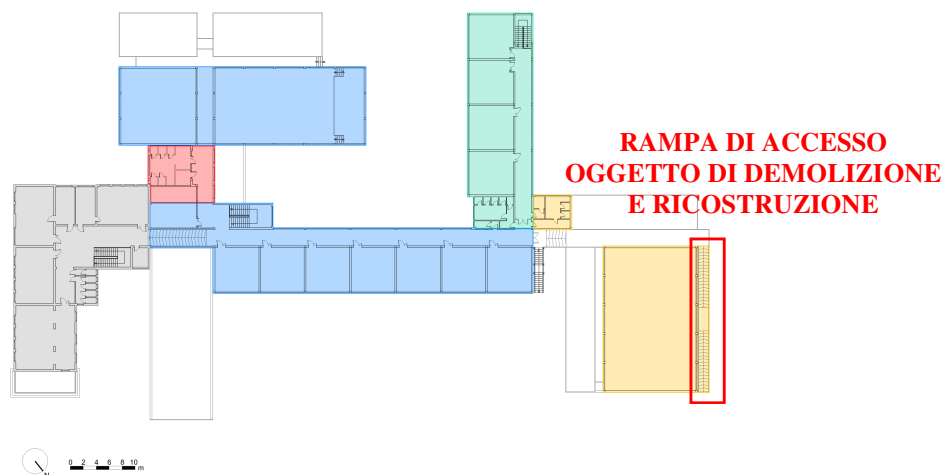 RAMPA DI ACCESSO
OGGETTO DI DEMOLIZIONE
E RICOSTRUZIONE
N
0 2 4 6 8 10 m